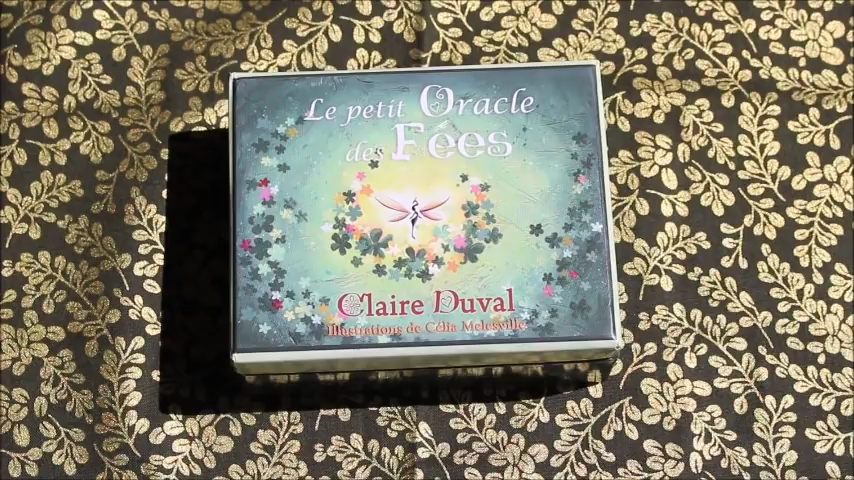 Le petit Oracle
des Fées
Claire Duval
Illustrations de Célia Melesville